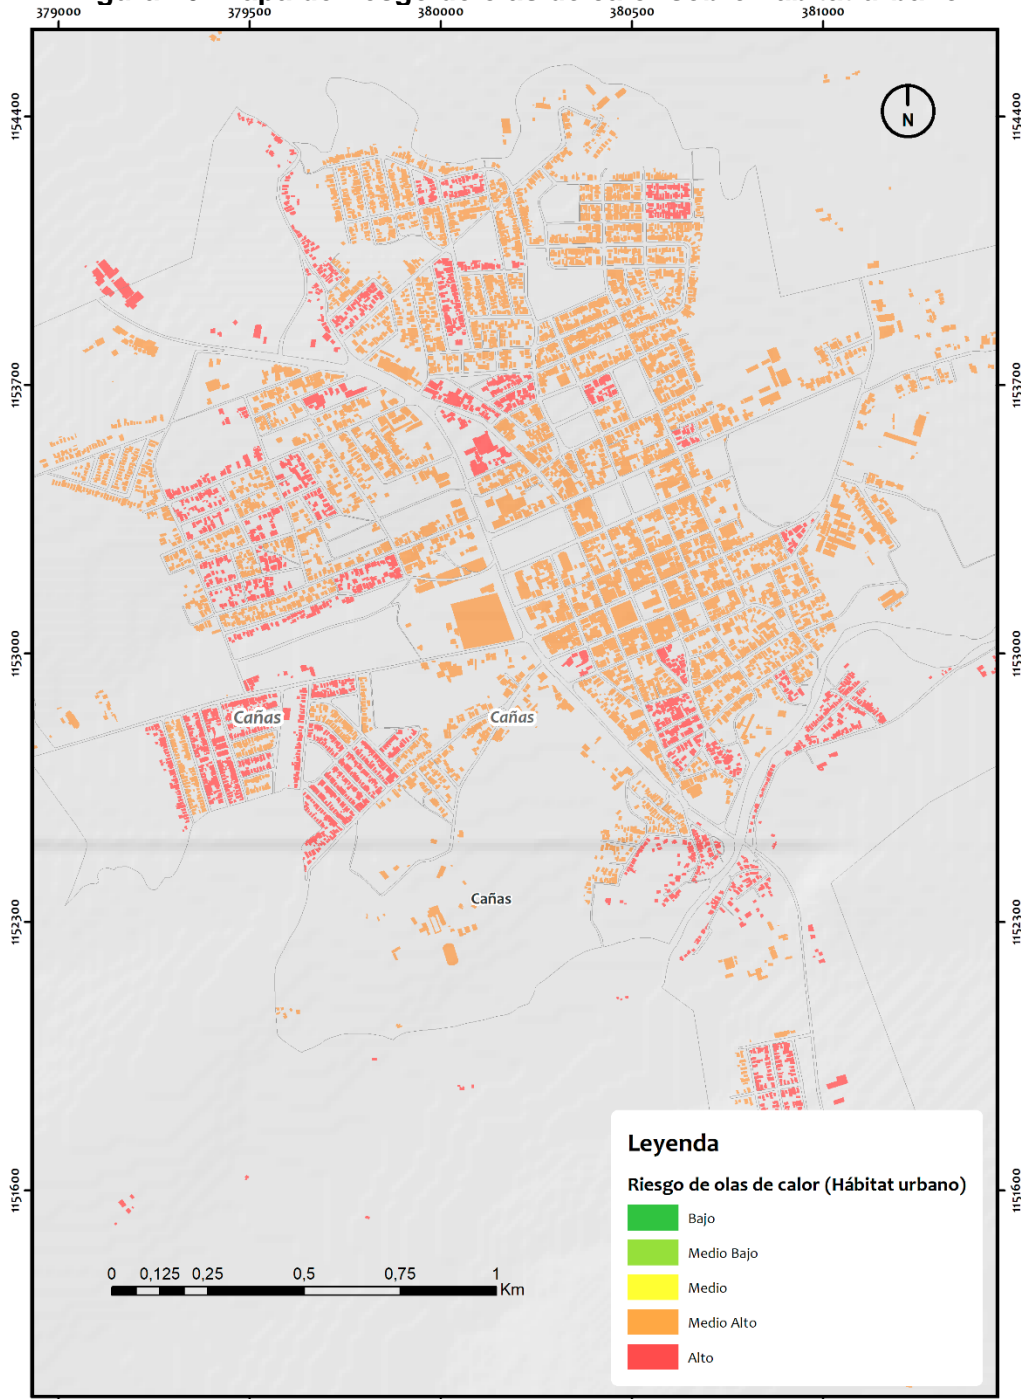 379000 379500 380000 380500 381000
1154400 1154400
N
1153700 1153700
1153000 1153000
Cañas Cañas
Cañas
1152300 1152300
Leyenda
Riesgo de olas de calor (Hábitat urbano)
1151600 1151600
Bajo
Medio Bajo
0 0,125 0,25 0,5 0,75 1
Km
Medio
Medio Alto
Alto